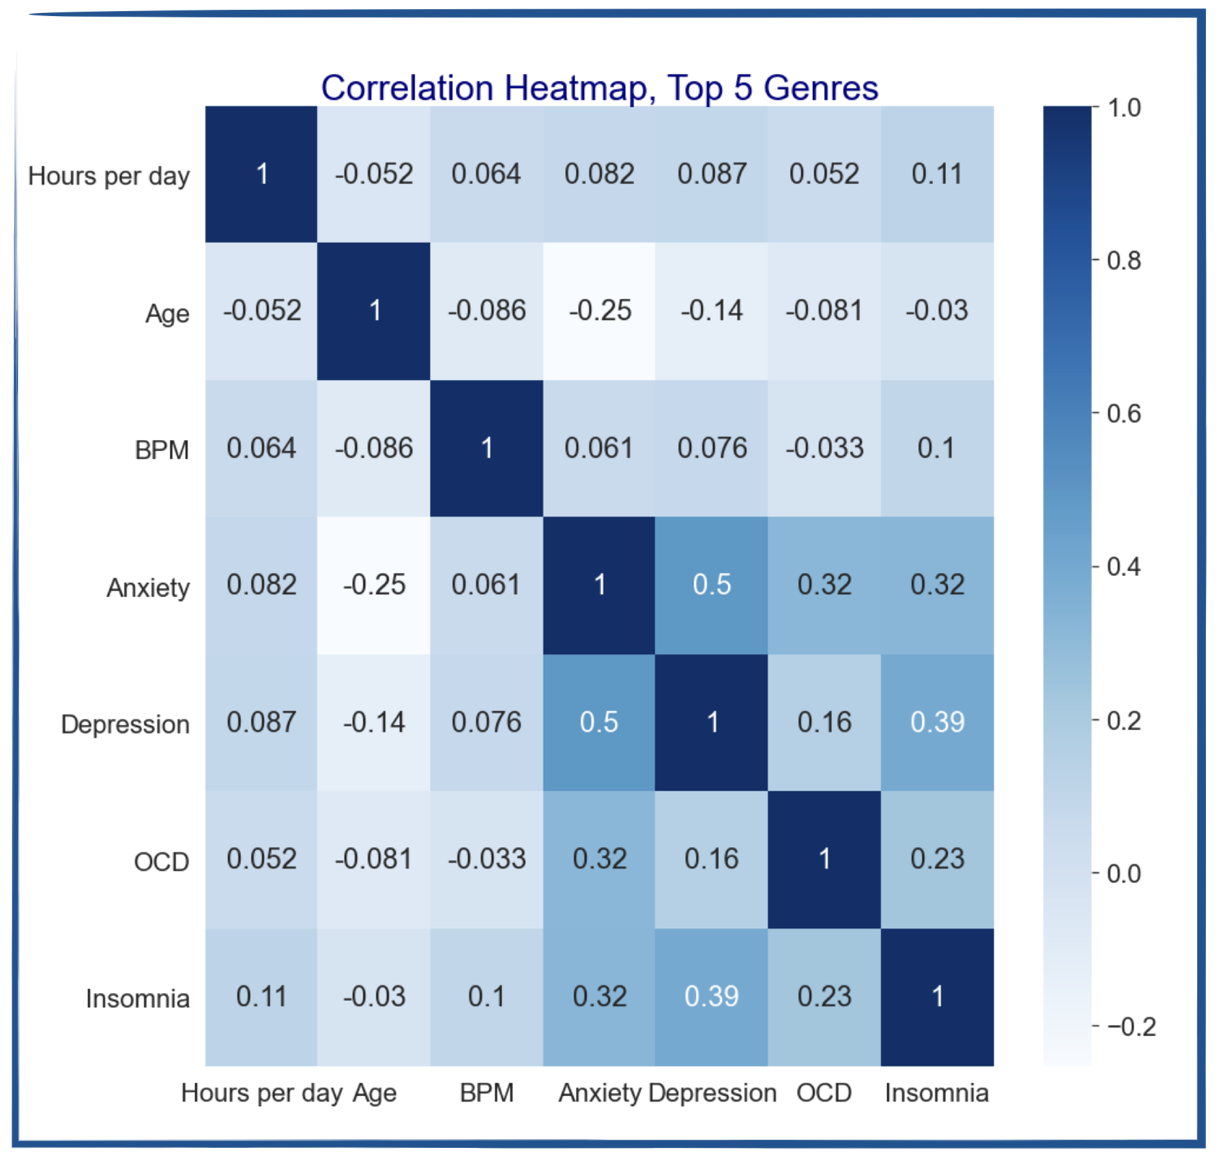 Correlation Heatmap, Top 5 Genres
Hours per day 1 -0.052 0.064 0.082 0.087 0.052 0.11
Age -0.052 1 -0.086 -0.25 -0.14 -0.081 -0.03
BPM 0.064 -0.086 1 0.061 0.076 -0.033 0.1
Anxiety 0.082 -0.25 0.061 1 0.5 0.32 0.32
Depression 0.087 -0.14 0.076 0.5 1 0.16 0.39
OCD 0.052 -0.081 -0.033 0.32 0.16 1 0.23
Insomnia 0.11 -0.03 0.1 0.32 0.39 0.23 1
Hours per day Age BPM Anxiety Depression OCD Insomnia
1.0
0.8
0.6
0.4
0.2
0.0
−0.2